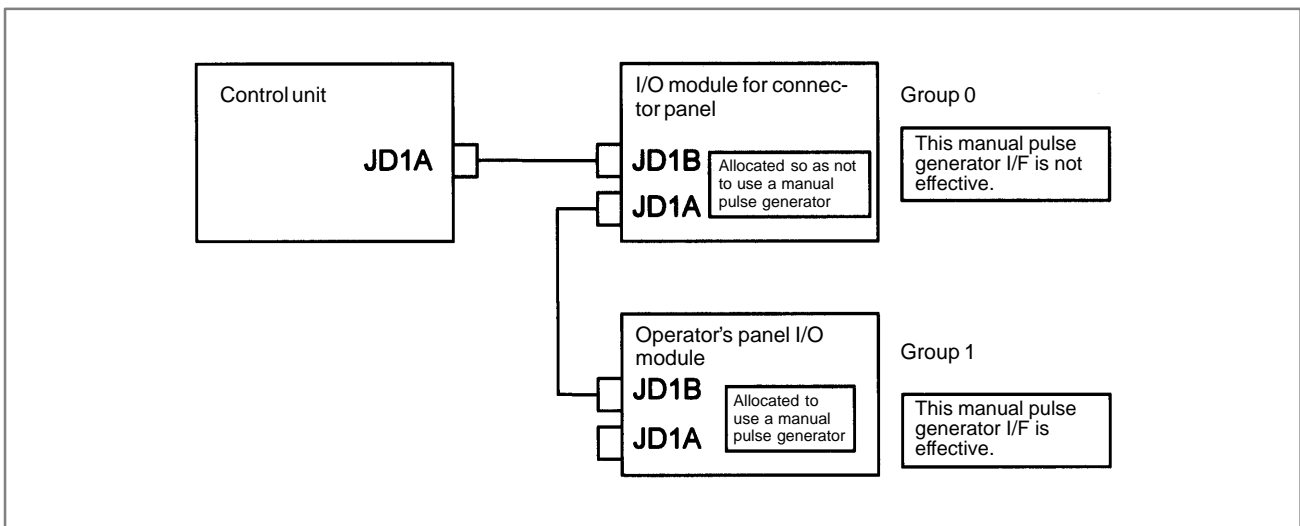 Control unit
JD1A
I/O module for connec-
tor panel
JD1B
JD1A
Allocated so as not
to use a manual
pulse generator
Group 0
This manual pulse
generator I/F is not
effective.
Operator's panel I/O
module
JD1B
JD1A
Allocated to
use a manual
pulse generator
Group 1
This manual pulse
generator I/F is
effective.